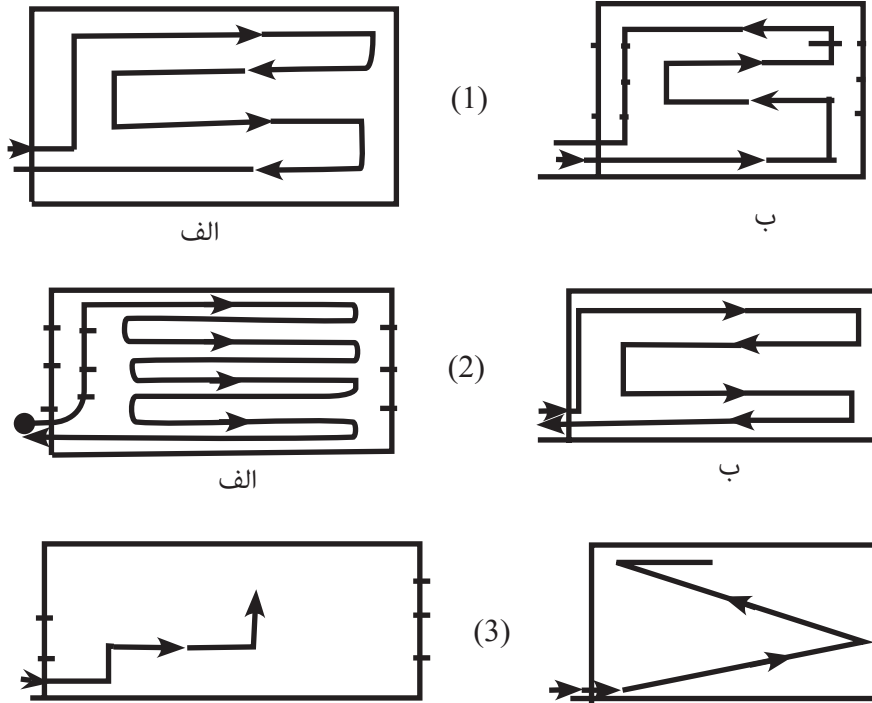 (1)
الف
ب
(2)
الف
ب
(3)